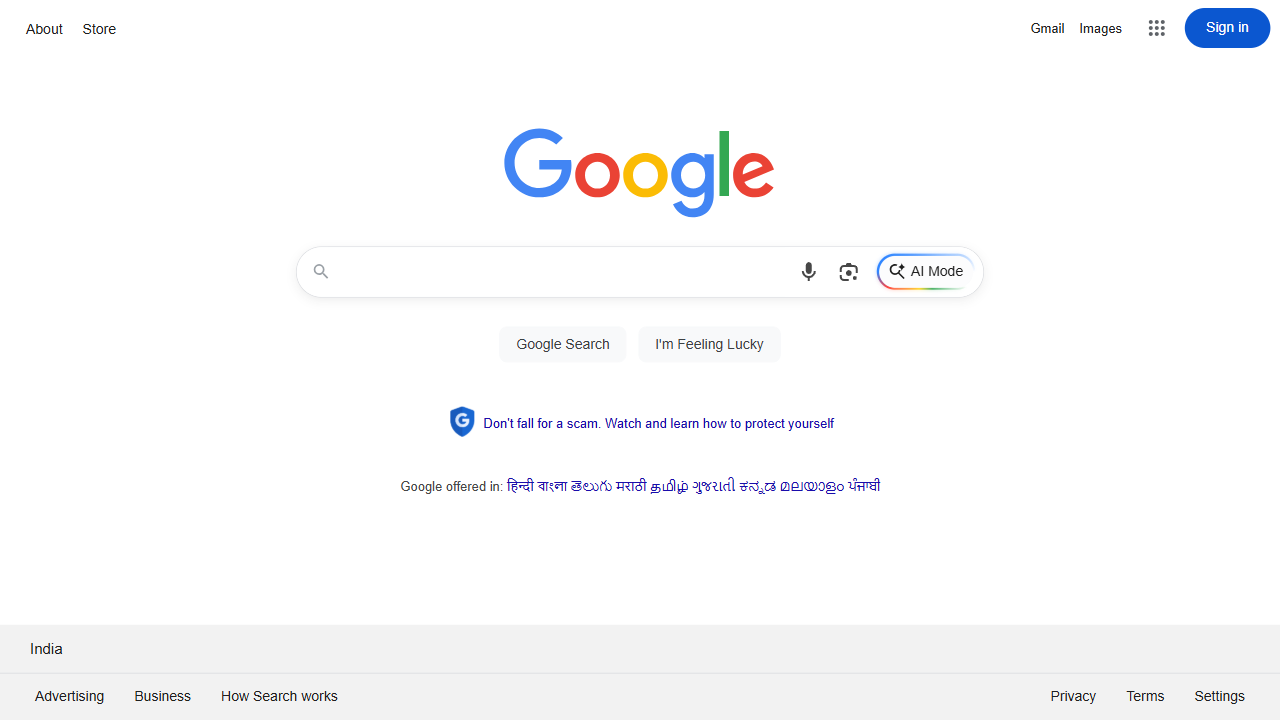 About Store
Gmail Images Sign in
Google
AI Mode
Google Search I'm Feeling Lucky
Don't fall for a scam. Watch and learn how to protect yourself
Google offered in: हिन्दी বাংলা తెలుగు मराठी தமிழ் ગુજરાતી ಕನ್ನಡ മലയാളം ਪੰਜਾਬੀ
India
Advertising Business How Search works Privacy Terms Settings